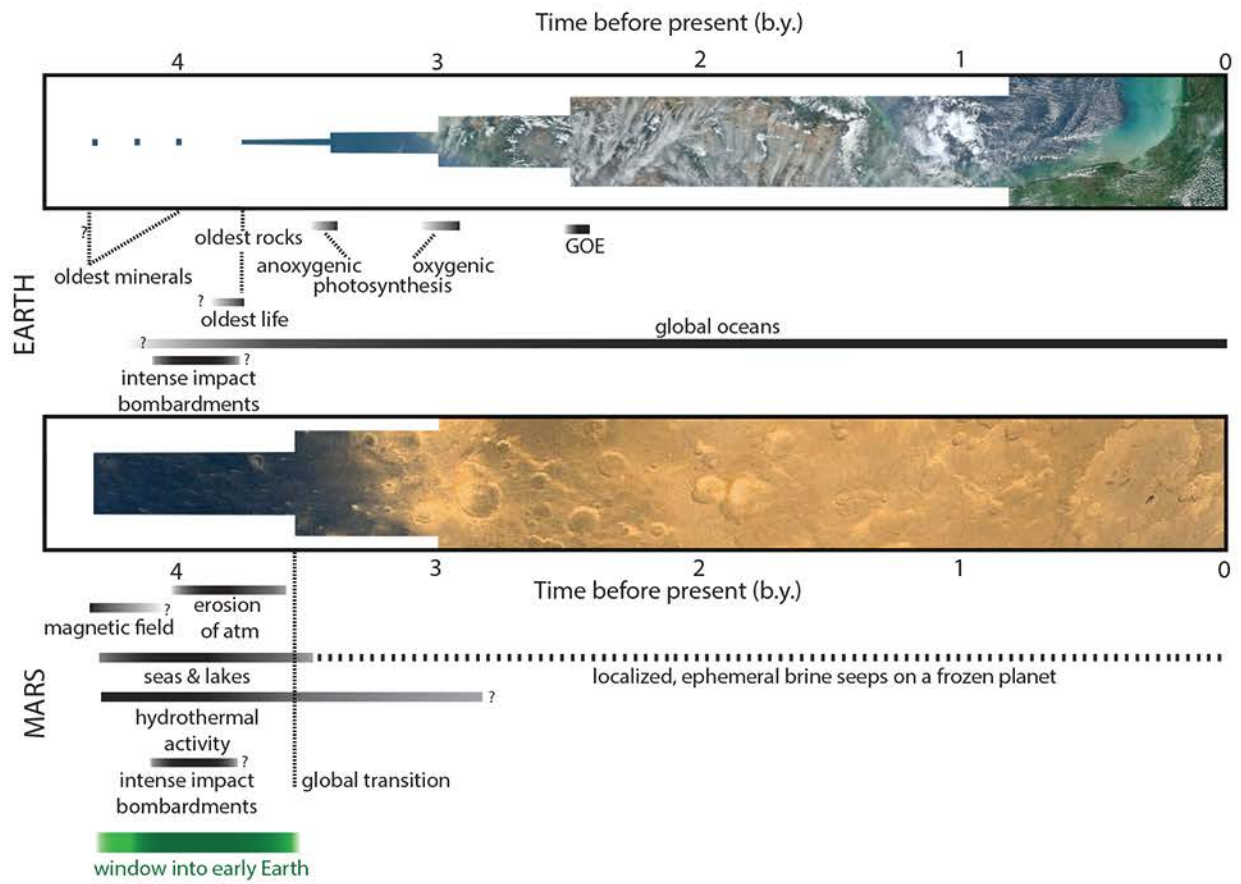 Time before present (b.y.)
4 3 2 1 0
EARTH
?
oldest minerals
oldest rocks
anoxygenic
oxygenic
photosynthesis
GOE
?
oldest life
global oceans
?
?
intense impact
bombardments
4 3 2 1 0
Time before present (b.y.)
MARS
erosion
of atm
?
magnetic field
seas & lakes
localized, ephemeral brine seeps on a frozen planet
?
hydrothermal
activity
?
intense impact
bombardments
global transition
window into early Earth